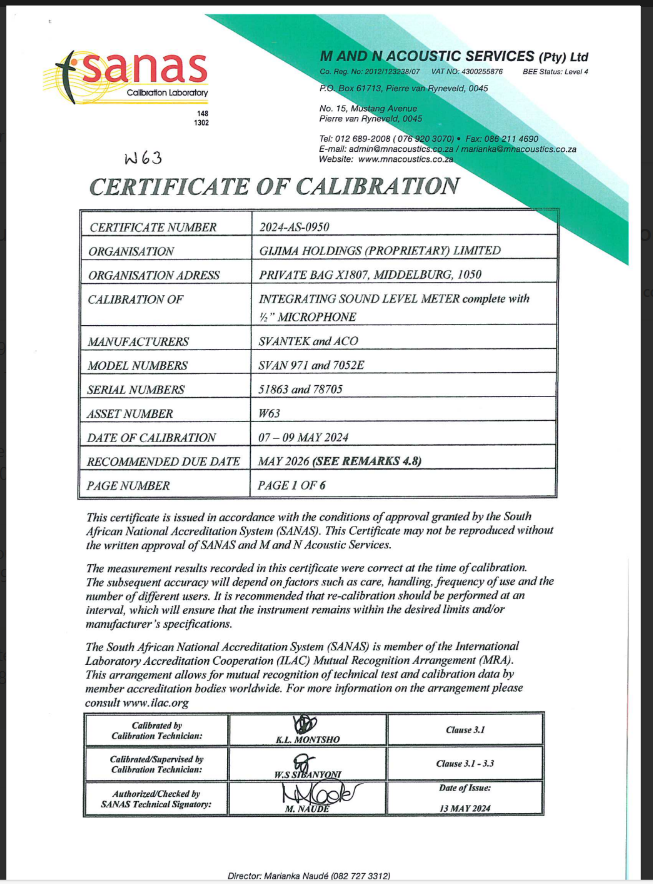 sanas
Calibration Laboratory
148
1302
M AND N ACOUSTIC SERVICES (Pty) Ltd
Co. Reg. No: 2012/123238/07 VAT NO: 4300255876 BEE Status: Level 4
P.O. Box 61713, Pierre van Ryneveld, 0045
No. 15, Mustang Avenue
Pierre van Ryneveld, 0045
Tel: 012 689-2008 (076 920 3070) • Fax: 086 211 4690
E-mail: admin@mnacoustics.co.za / marianka@mnacoustics.co.za
Website: www.mnacoustics.co.za
W63
CERTIFICATE OF CALIBRATION
CERTIFICATE NUMBER 2024-AS-0950
ORGANISATION GIJIMA HOLDINGS (PROPRIETARY) LIMITED
ORGANISATION ADRESS PRIVATE BAG X1807, MIDDELBURG, 1050
CALIBRATION OF INTEGRATING SOUND LEVEL METER complete with
½" MICROPHONE
MANUFACTURERS SVANTEK and ACO
MODEL NUMBERS SVAN 971 and 7052E
SERIAL NUMBERS 51863 and 78705
ASSET NUMBER W63
DATE OF CALIBRATION 07 – 09 MAY 2024
RECOMMENDED DUE DATE MAY 2026 (SEE REMARKS 4.8)
PAGE NUMBER PAGE 1 OF 6
This certificate is issued in accordance with the conditions of approval granted by the South
African National Accreditation System (SANAS). This Certificate may not be reproduced without
the written approval of SANAS and M and N Acoustic Services.
The measurement results recorded in this certificate were correct at the time of calibration.
The subsequent accuracy will depend on factors such as care, handling, frequency of use and the
number of different users. It is recommended that re-calibration should be performed at an
interval, which will ensure that the instrument remains within the desired limits and/or
manufacturer's specifications.
The South African National Accreditation System (SANAS) is member of the International
Laboratory Accreditation Cooperation (ILAC) Mutual Recognition Arrangement (MRA).
This arrangement allows for mutual recognition of technical test and calibration data by
member accreditation bodies worldwide. For more information on the arrangement please
consult www.ilac.org
Calibrated by
Calibration Technician:
K.L. MONTSHO
Clause 3.1
Calibrated/Supervised by
Calibration Technician:
W.S SIBANYONI
Clause 3.1 - 3.3
Authorized/Checked by
SANAS Technical Signatory:
M. NAUDÉ
Date of Issue:
13 MAY 2024
Director: Marianka Naudé (082 727 3312)